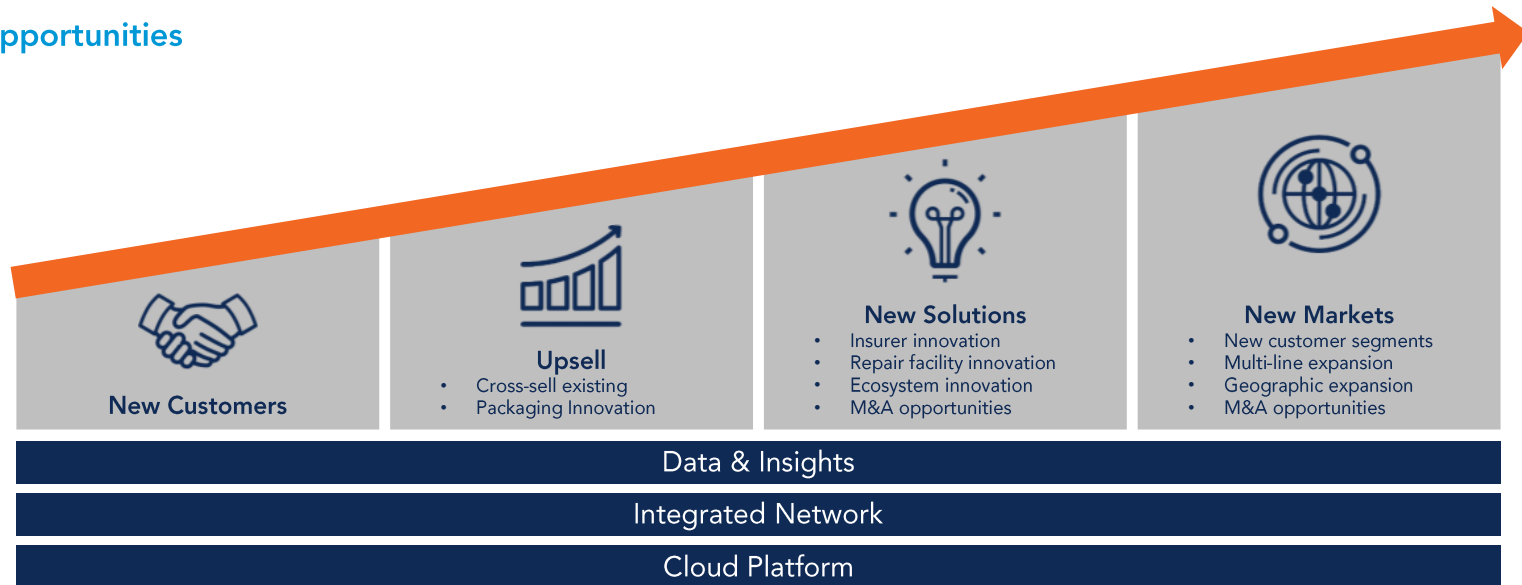 pportunities
New Customers
Upsell
• Cross-sell existing
• Packaging Innovation
New Solutions
• Insurer innovation
• Repair facility innovation
• Ecosystem innovation
• M&A opportunities
New Markets
• New customer segments
• Multi-line expansion
• Geographic expansion
• M&A opportunities
Data & Insights
Integrated Network
Cloud Platform